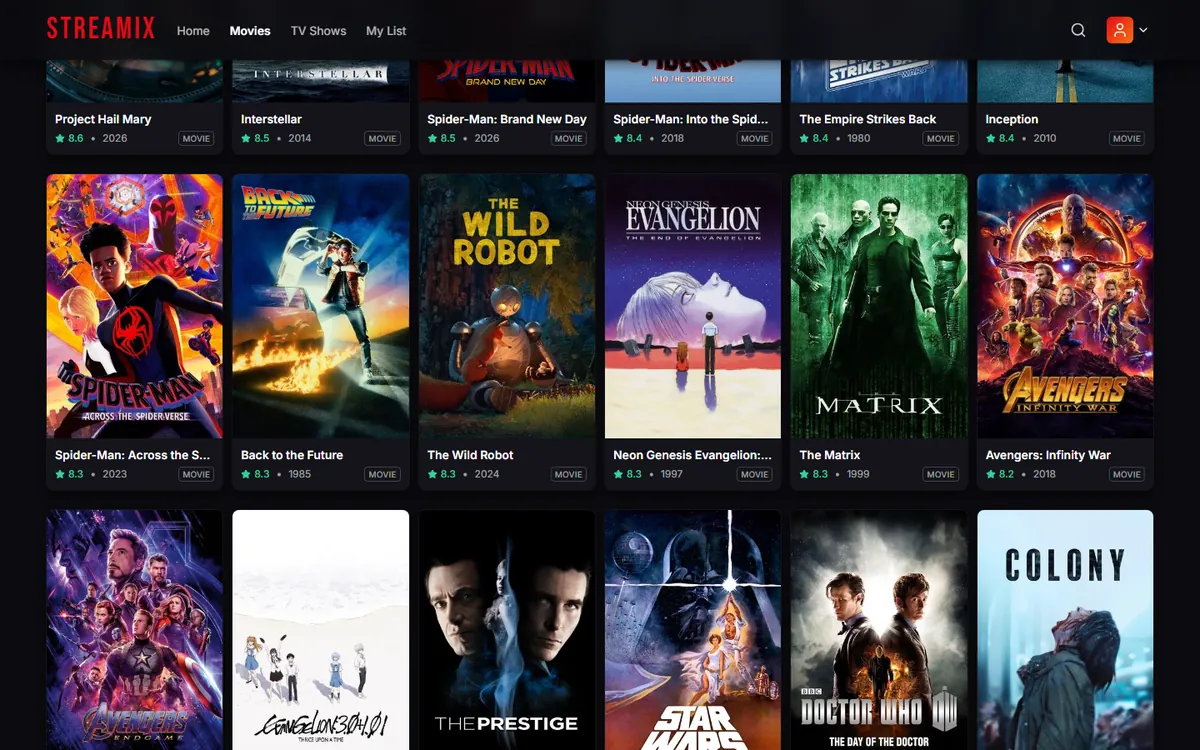 STREAMIX Home Movies TV Shows My List
INTERSTELLAR
SPIDER-MAN
BRAND NEW DAY
INTO THE SPIDER-VERSE
STRIKES BACK
Project Hail Mary
8.6 • 2026 MOVIE
Interstellar
8.5 • 2014 MOVIE
Spider-Man: Brand New Day
8.5 • 2026 MOVIE
Spider-Man: Into the Spid...
8.4 • 2018 MOVIE
The Empire Strikes Back
8.4 • 1980 MOVIE
Inception
8.4 • 2010 MOVIE
SPIDER-MAN
ACROSS THE SPIDER-VERSE
BACK
TO THE
FUTURE
THE
WILD
ROBOT
NEON GENESIS
EVANGELION
THE END OF EVANGELION
MATRIX
AVENGERS
INFINITY WAR
Spider-Man: Across the S...
8.3 • 2023 MOVIE
Back to the Future
8.3 • 1985 MOVIE
The Wild Robot
8.3 • 2024 MOVIE
Neon Genesis Evangelion:...
8.3 • 1997 MOVIE
The Matrix
8.3 • 1999 MOVIE
Avengers: Infinity War
8.2 • 2018 MOVIE
AVENGERS
ENDGAME
EVANGELION:3.0+1.01
THRICE UPON A TIME
THE PRESTIGE
STAR
WARS
BBC
DOCTOR WHO
THE DAY OF THE DOCTOR
COLONY